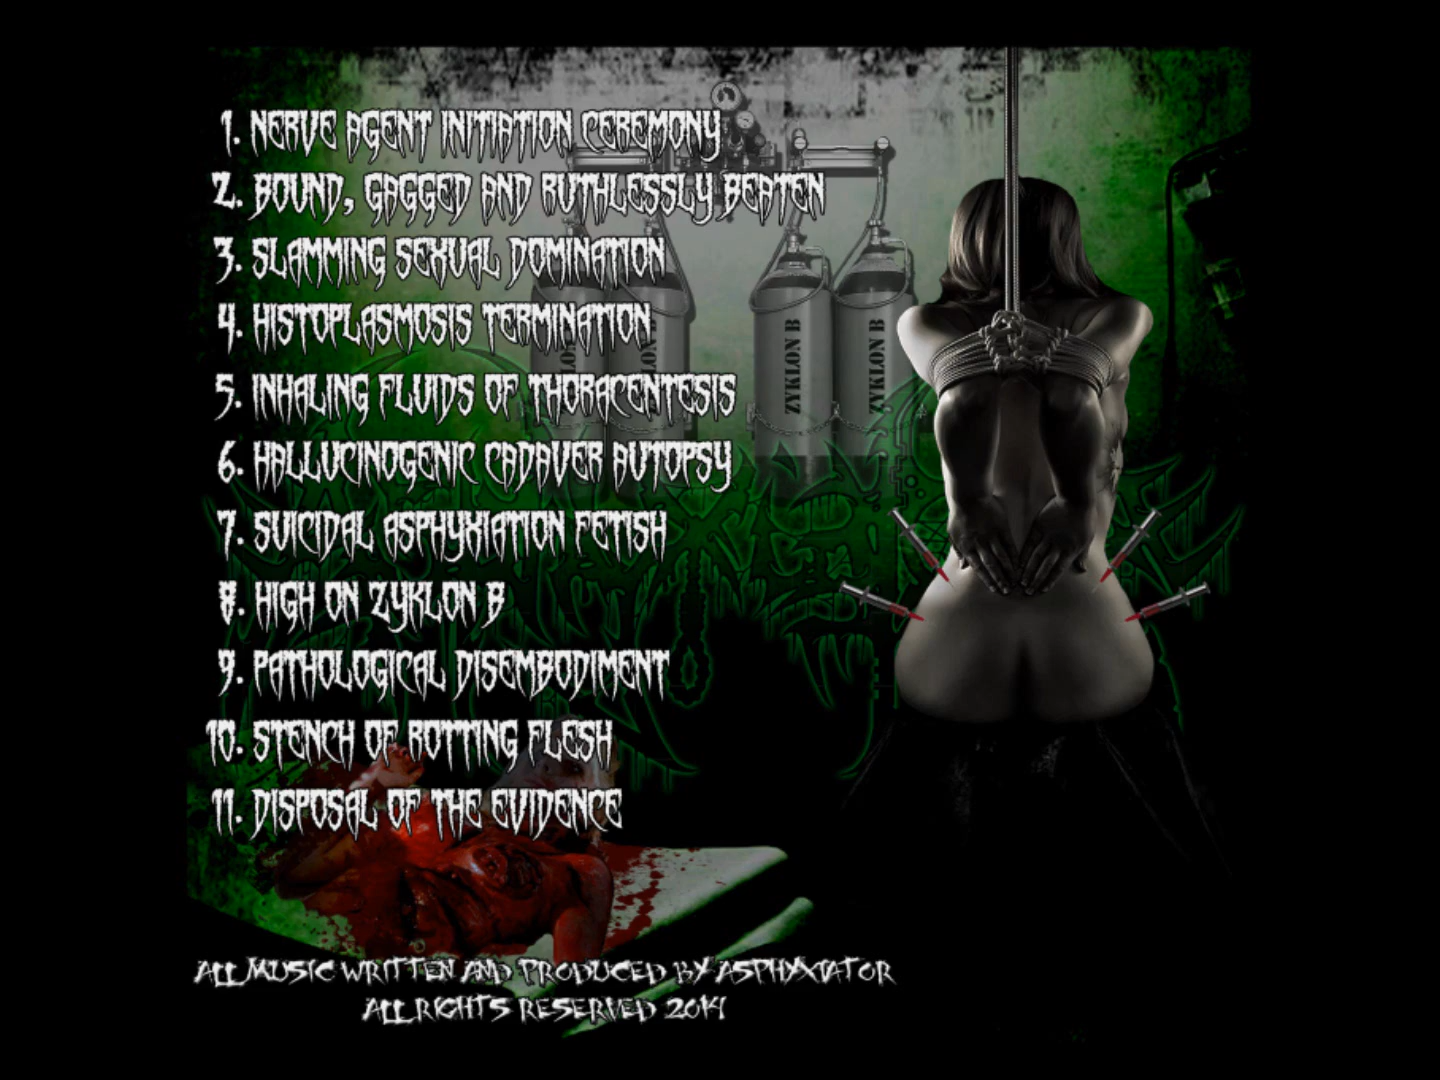 1. NERVE AGENT INITIATION CEREMONY
2. BOUND, GAGGED AND RUTHLESSLY BEATEN
3. SLAMMING SEXUAL DOMINATION
4. HISTOPLASMOSIS TERMINATION
5. INHALING FLUIDS OF THORACENTESIS
6. HALLUCINOGENIC CADAVER AUTOPSY
7. SUICIDAL ASPHYXIATION FETISH
8. HIGH ON ZYKLON B
9. PATHOLOGICAL DISEMBODIMENT
10. STENCH OF ROTTING FLESH
11. DISPOSAL OF THE EVIDENCE
ZYKLON B
ZYKLON B
ALL MUSIC WRITTEN AND PRODUCED BY ASPHYXIATOR
ALL RIGHTS RESERVED 2014